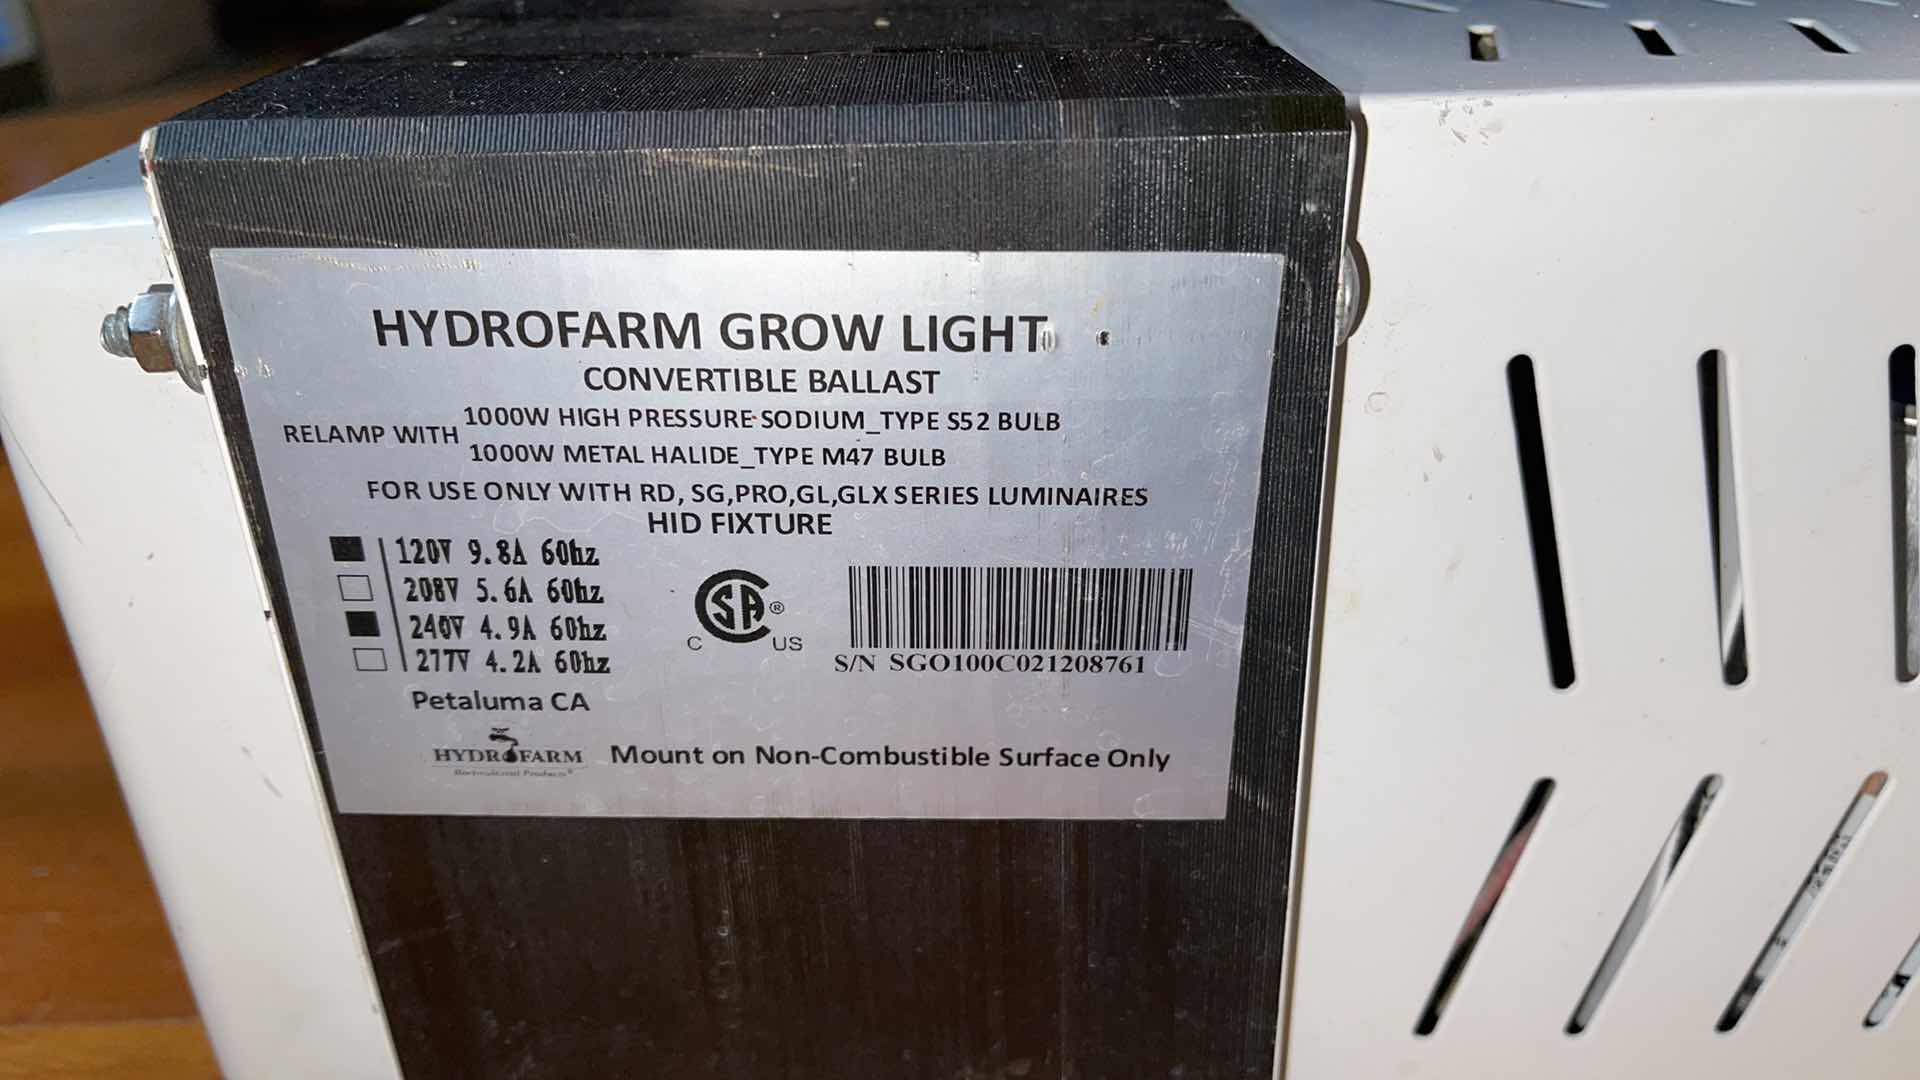 HYDROFARM GROW LIGHT
CONVERTIBLE BALLAST
RELAMP WITH
1000W HIGH PRESSURE SODIUM_TYPE S52 BULB
1000W METAL HALIDE_TYPE M47 BULB
FOR USE ONLY WITH RD, SG,PRO,GL,GLX SERIES LUMINAIRES
HID FIXTURE
120V 9.8A 60hz
208V 5.6A 60hz
240V 4.9A 60hz
277V 4.2A 60hz
C SA ® US
S/N SGO100C021208761
Petaluma CA
HYDROFARM
Horticultural Products®
Mount on Non-Combustible Surface Only